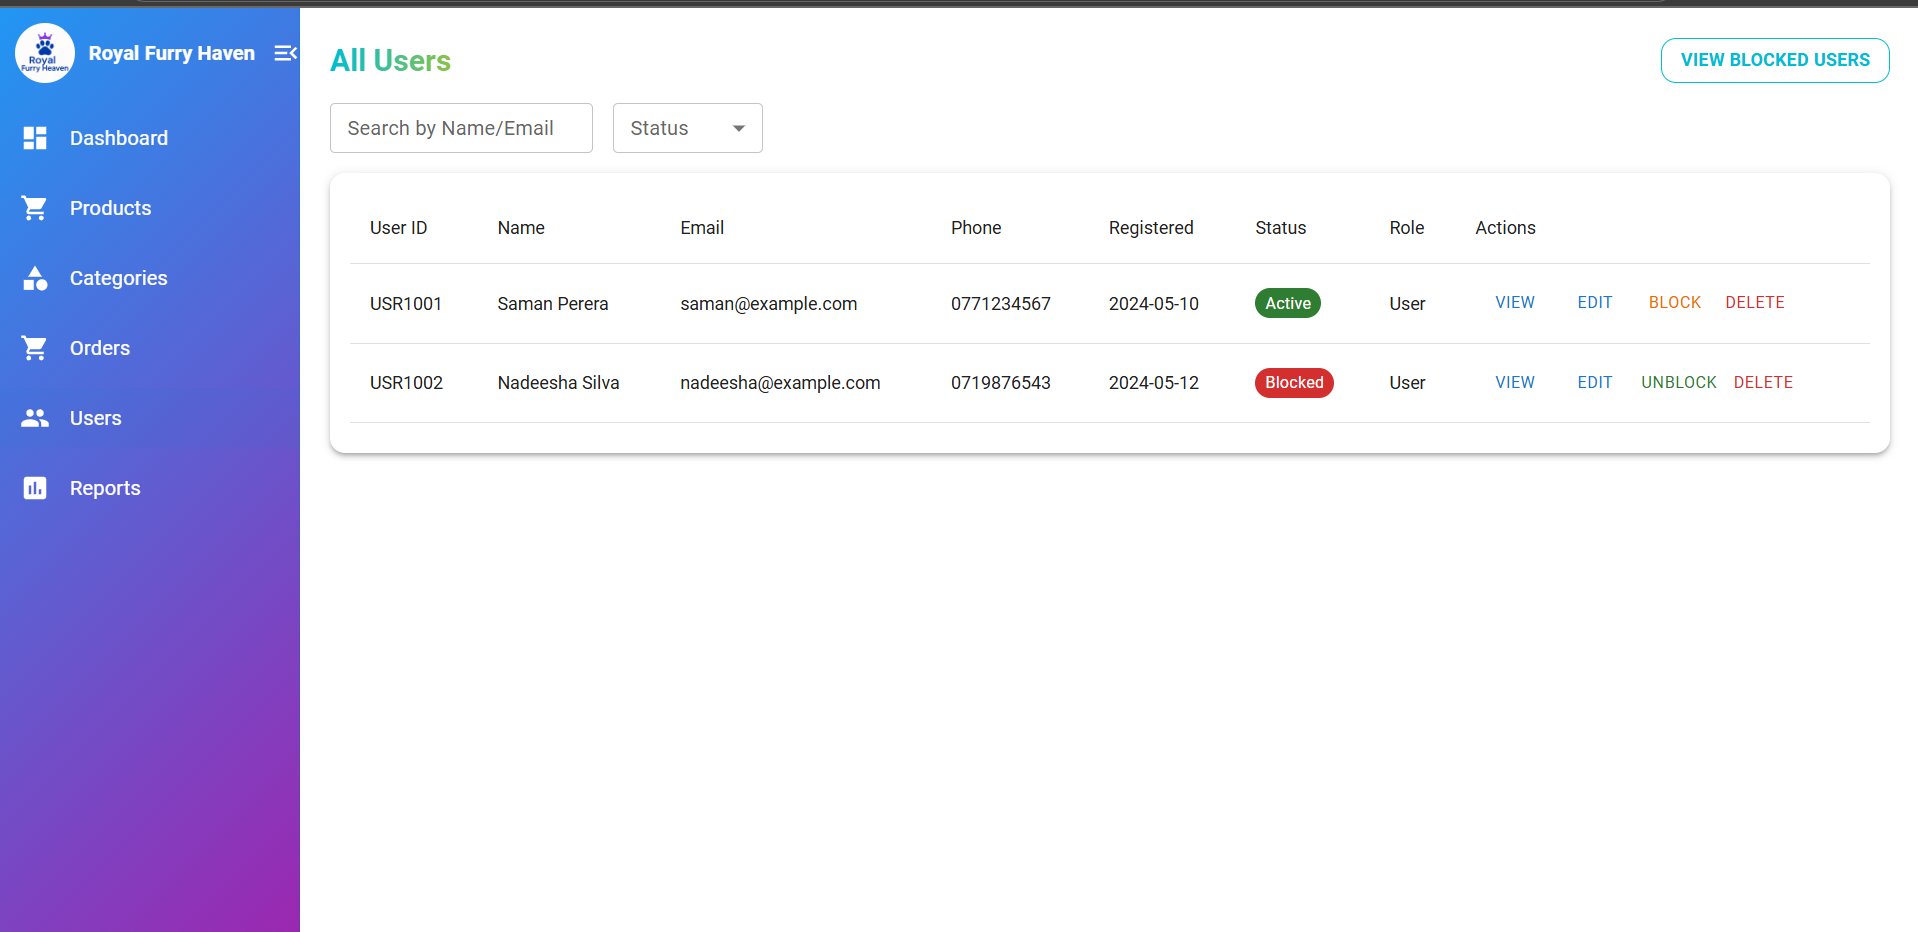 Royal
Furry Heaven
Royal Furry Haven
Dashboard
Products
Categories
Orders
Users
Reports
All Users
VIEW BLOCKED USERS
Search by Name/Email
Status
User ID Name Email Phone Registered Status Role Actions
USR1001 Saman Perera saman@example.com 0771234567 2024-05-10 Active User VIEW EDIT BLOCK DELETE
USR1002 Nadeesha Silva nadeesha@example.com 0719876543 2024-05-12 Blocked User VIEW EDIT UNBLOCK DELETE